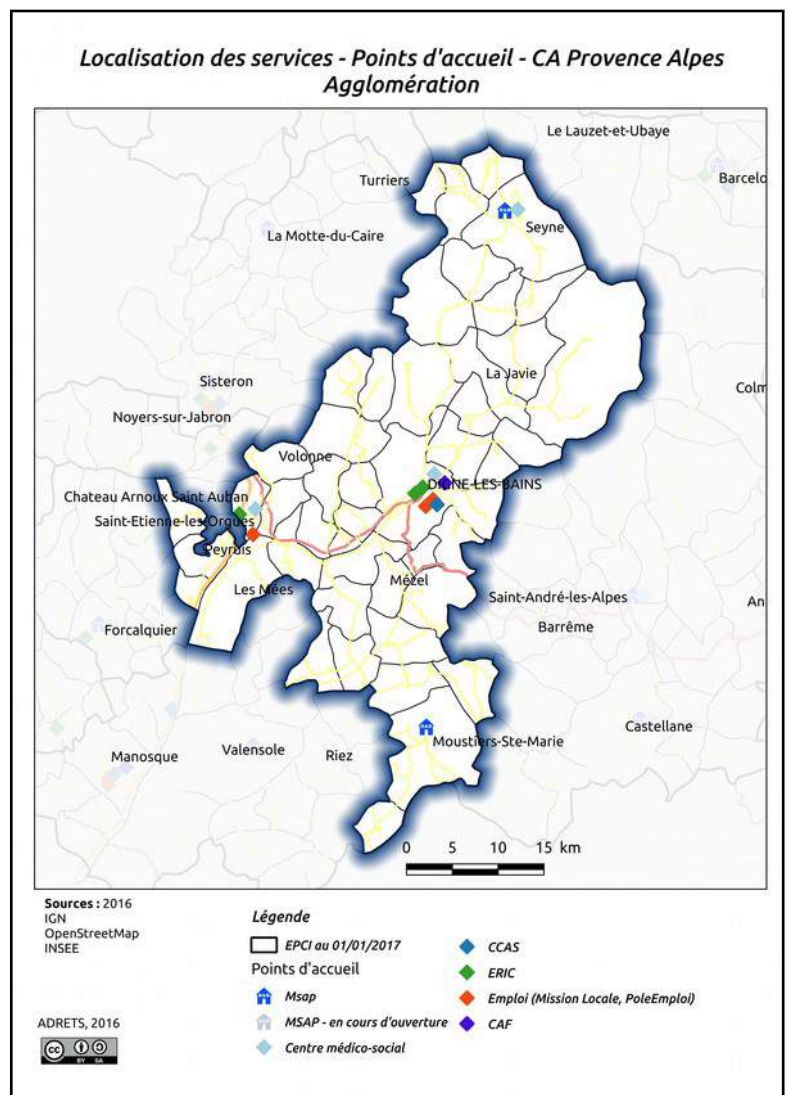 Localisation des services - Points d'accueil - CA Provence Alpes
Agglomération
Le Lauzet-et-Ubaye
Barcelo
Turriers
Seyne
La Motte-du-Caire
La Javie
Sisteron
Colm
Noyers-sur-Jabron
Volonne
DIGNE-LES-BAINS
Chateau Arnoux Saint Auban
Saint-Etienne-les-Orgues
Peyruis
Mézel
Les Mées
Saint-André-les-Alpes
An
Barrême
Forcalquier
Castellane
Moustiers-Ste-Marie
Valensole
Riez
Manosque
0 5 10 15 km
Sources : 2016
IGN
OpenStreetMap
INSEE
ADRETS, 2016
cc BY SA
Légende
EPCI au 01/01/2017
Points d'accueil
Msap
MSAP - en cours d'ouverture
Centre médico-social
CCAS
ERIC
Emploi (Mission Locale, PoleEmploi)
CAF